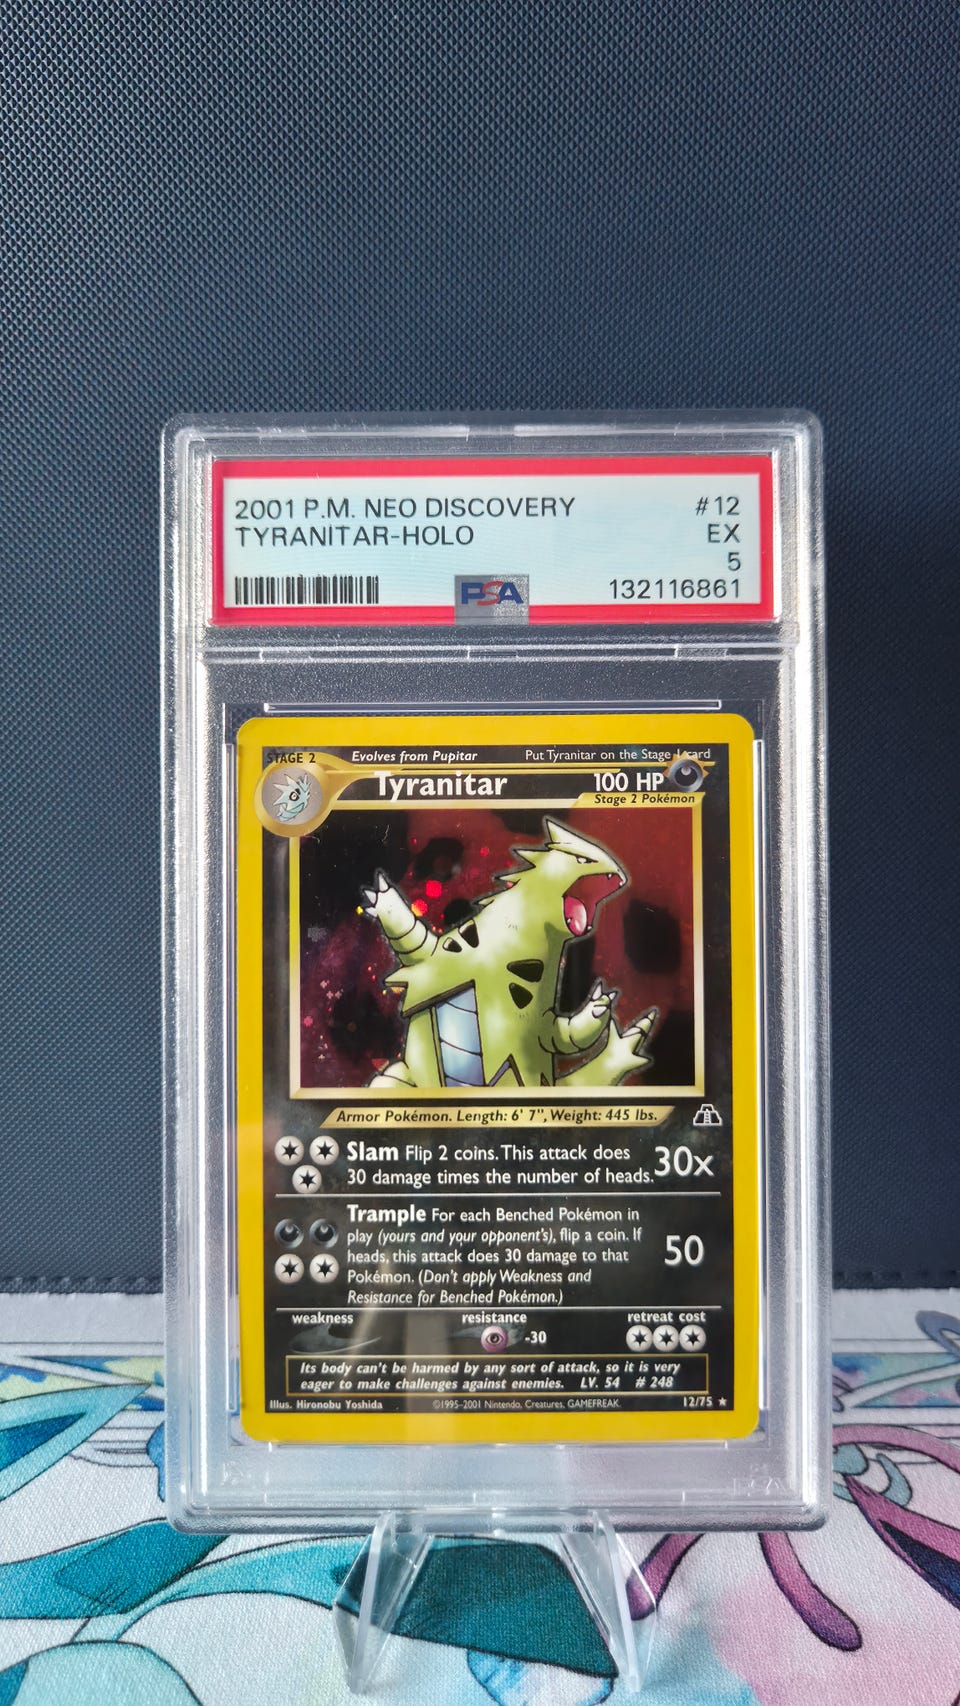 2001 P.M. NEO DISCOVERY #12
TYRANITAR-HOLO EX
5
PSA 132116861
STAGE 2 Evolves from Pupitar Put Tyranitar on the Stage 1 card
Tyranitar 100 HP
Stage 2 Pokémon
Armor Pokémon. Length: 6' 7", Weight: 445 lbs.
Slam Flip 2 coins. This attack does
30 damage times the number of heads. 30x
Trample For each Benched Pokémon in
play (yours and your opponent's), flip a coin. If
heads, this attack does 30 damage to that 50
Pokémon. (Don't apply Weakness and
Resistance for Benched Pokémon.)
weakness resistance retreat cost
-30
Its body can't be harmed by any sort of attack, so it is very
eager to make challenges against enemies. LV. 54 # 248
Illus. Hironobu Yoshida ©1995-2001 Nintendo, Creatures, GAMEFREAK. 12/75 ★